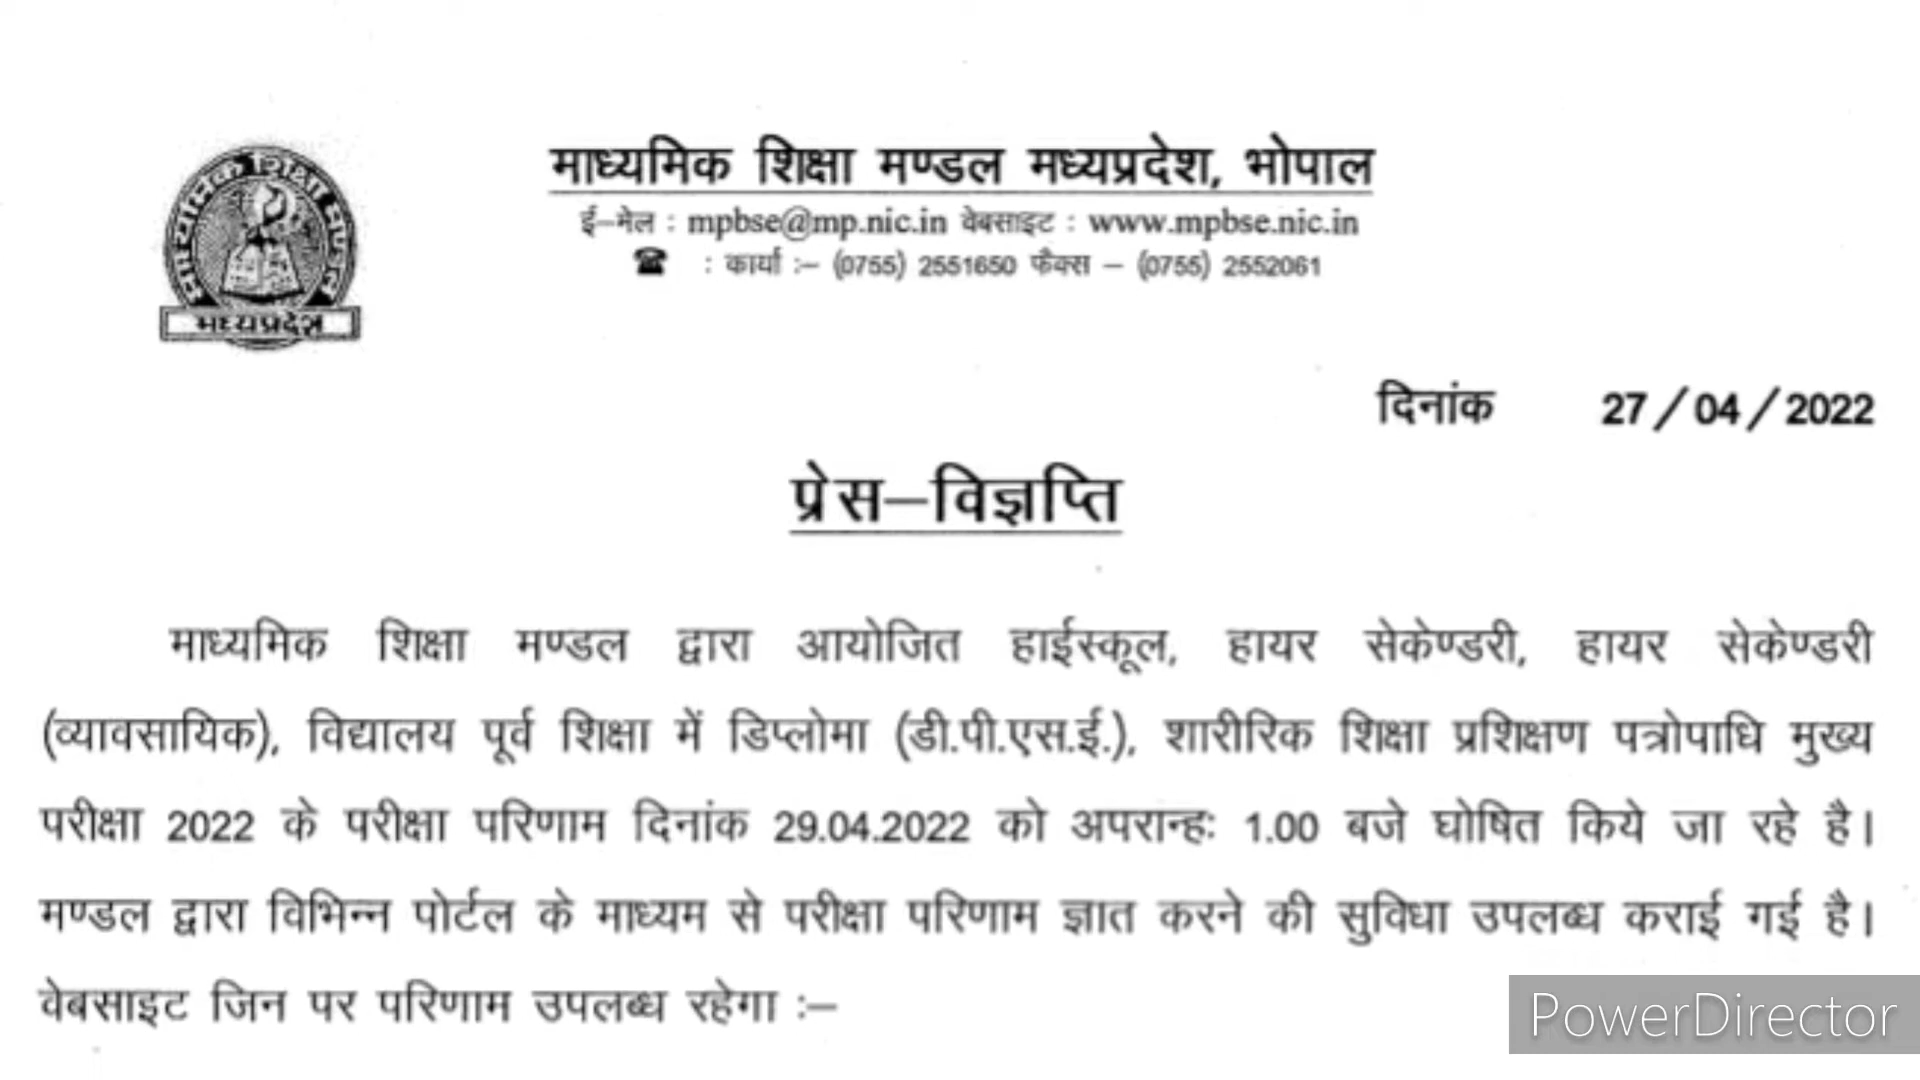 माध्यमिक शिक्षा मण्डल
मध्यप्रदेश
माध्यमिक शिक्षा मण्डल मध्यप्रदेश, भोपाल
ई–मेल : mpbse@mp.nic.in वेबसाइट : www.mpbse.nic.in
☎ : कार्या :– (0755) 2551650 फैक्स – (0755) 2552061
दिनांक 27/04/2022
प्रेस–विज्ञप्ति
माध्यमिक शिक्षा मण्डल द्वारा आयोजित हाईस्कूल, हायर सेकेण्डरी, हायर सेकेण्डरी
(व्यावसायिक), विद्यालय पूर्व शिक्षा में डिप्लोमा (डी.पी.एस.ई.), शारीरिक शिक्षा प्रशिक्षण पत्रोपाधि मुख्य
परीक्षा 2022 के परीक्षा परिणाम दिनांक 29.04.2022 को अपरान्हः 1.00 बजे घोषित किये जा रहे है।
मण्डल द्वारा विभिन्न पोर्टल के माध्यम से परीक्षा परिणाम ज्ञात करने की सुविधा उपलब्ध कराई गई है।
वेबसाइट जिन पर परिणाम उपलब्ध रहेगा :–
PowerDirector